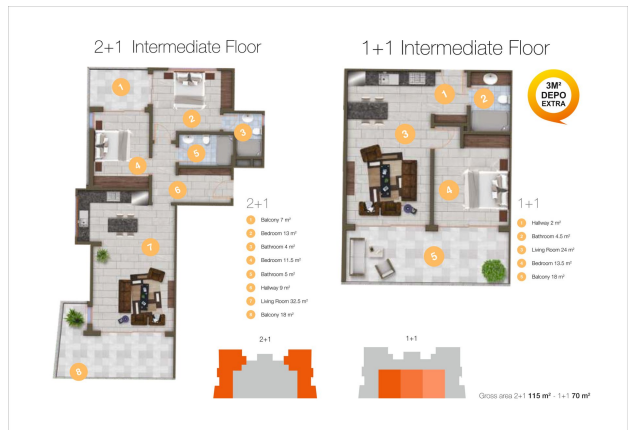 2+1 Intermediate Floor
1+1 Intermediate Floor
3M²
DEPO
EXTRA
1
2
3
4
5
6
7
8
1
2
3
4
5
2+1
1 Balcony 7 m²
2 Bedroom 13 m²
3 Bathroom 4 m²
4 Bedroom 11.5 m²
5 Bathroom 5 m²
6 Hallway 9 m²
7 Living Room 32.5 m²
8 Balcony 18 m²
1+1
1 Hallway 2 m²
2 Bathroom 4.5 m²
3 Living Room 24 m²
4 Bedroom 13.5 m²
5 Balcony 18 m²
2+1
1+1
Gross area 2+1 115 m² - 1+1 70 m²